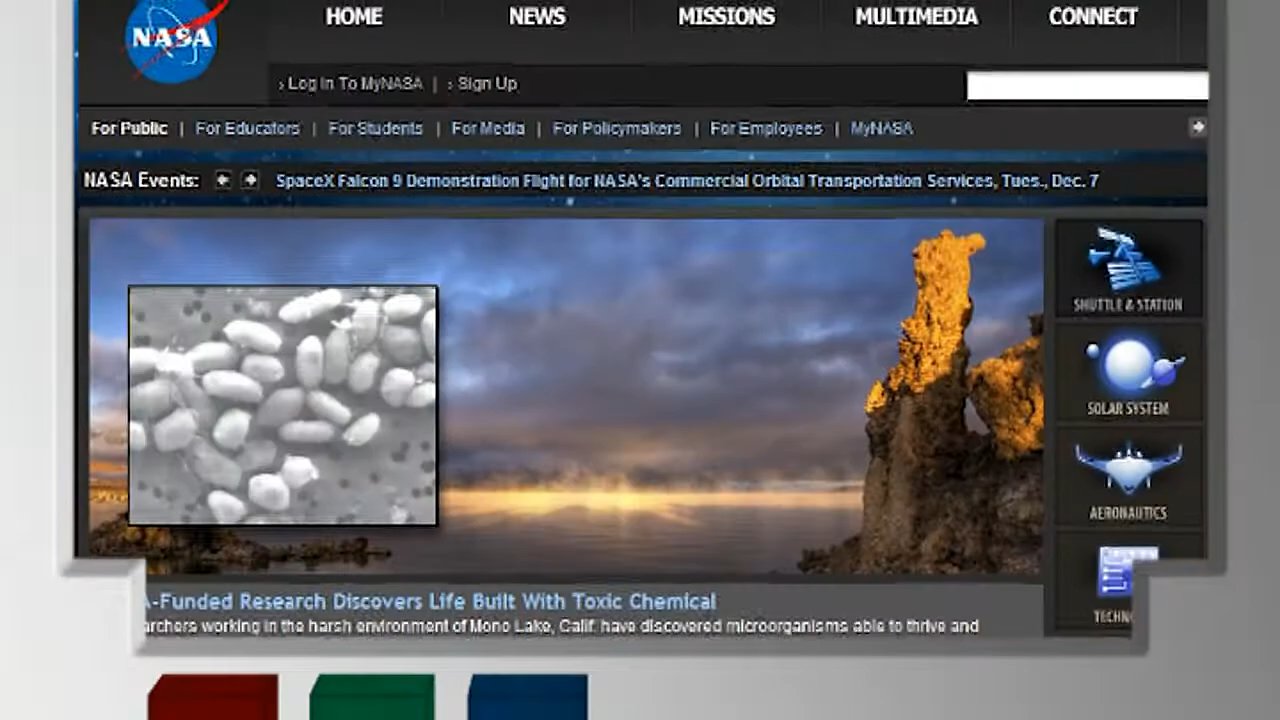 NASA
HOME NEWS MISSIONS MULTIMEDIA CONNECT
› Log In To MyNASA | › Sign Up
For Public | For Educators | For Students | For Media | For Policymakers | For Employees | MyNASA
NASA Events: SpaceX Falcon 9 Demonstration Flight for NASA's Commercial Orbital Transportation Services, Tues., Dec. 7
SHUTTLE & STATION
SOLAR SYSTEM
AERONAUTICS
A-Funded Research Discovers Life Built With Toxic Chemical
archers working in the harsh environment of Mono Lake, Calif. have discovered microorganisms able to thrive and
TECHN